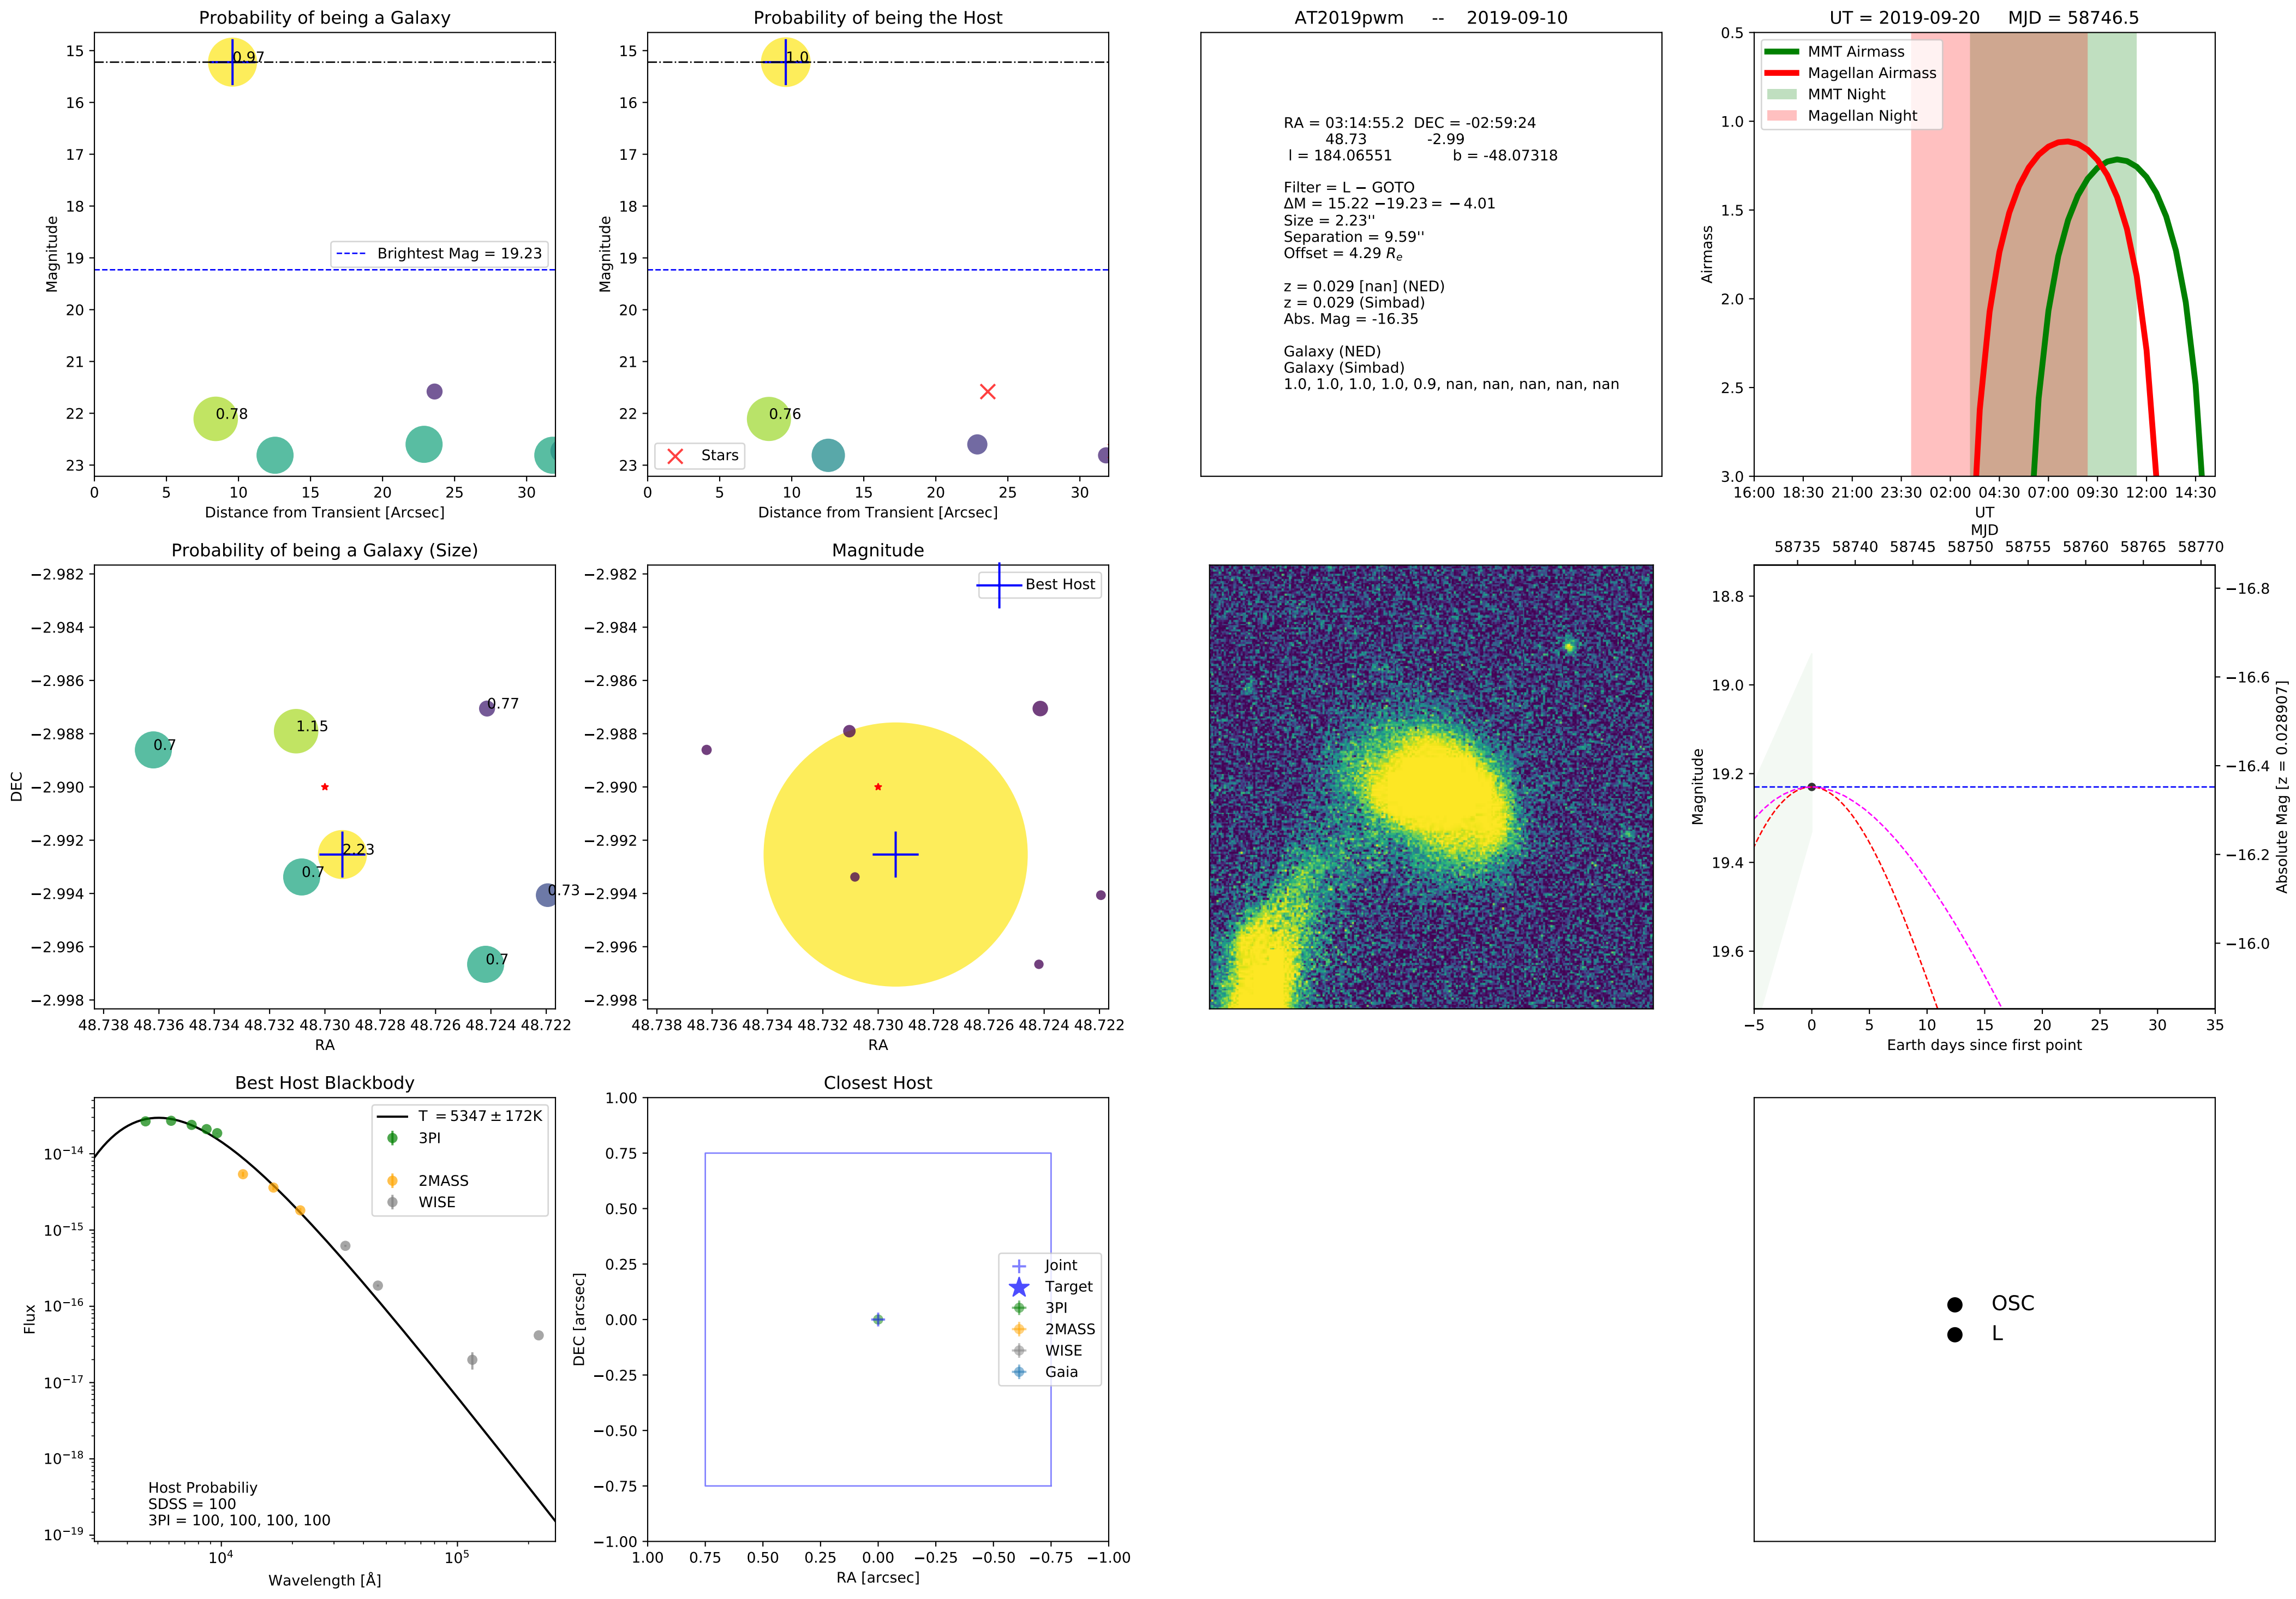 Probability of being a Galaxy
0.97
Brightest Mag = 19.23
0.78
15
16
17
18
19
20
21
22
23
Magnitude
0 5 10 15 20 25 30
Distance from Transient [Arcsec]
Probability of being the Host
1.0
0.76
Stars
15
16
17
18
19
20
21
22
23
Magnitude
0 5 10 15 20 25 30
Distance from Transient [Arcsec]
AT2019pwm -- 2019-09-10
RA = 03:14:55.2 DEC = -02:59:24
48.73 -2.99
l = 184.06551 b = -48.07318
Filter = L − GOTO
ΔM = 15.22 −19.23 = −4.01
Size = 2.23''
Separation = 9.59''
Offset = 4.29 Re
z = 0.029 [nan] (NED)
z = 0.029 (Simbad)
Abs. Mag = -16.35
Galaxy (NED)
Galaxy (Simbad)
1.0, 1.0, 1.0, 1.0, 0.9, nan, nan, nan, nan, nan
UT = 2019-09-20 MJD = 58746.5
MMT Airmass
Magellan Airmass
MMT Night
Magellan Night
0.5
1.0
1.5
2.0
2.5
3.0
Airmass
16:00 18:30 21:00 23:30 02:00 04:30 07:00 09:30 12:00 14:30
UT
Probability of being a Galaxy (Size)
0.77
1.15
0.7
2.23
0.7
0.73
0.7
−2.982
−2.984
−2.986
−2.988
−2.990
−2.992
−2.994
−2.996
−2.998
DEC
48.738 48.736 48.734 48.732 48.730 48.728 48.726 48.724 48.722
RA
Magnitude
Best Host
−2.982
−2.984
−2.986
−2.988
−2.990
−2.992
−2.994
−2.996
−2.998
48.738 48.736 48.734 48.732 48.730 48.728 48.726 48.724 48.722
RA
MJD
58735 58740 58745 58750 58755 58760 58765 58770
18.8
19.0
19.2
19.4
19.6
Magnitude
−16.8
−16.6
−16.4
−16.2
−16.0
Absolute Mag [z = 0.028907]
−5 0 5 10 15 20 25 30 35
Earth days since first point
Best Host Blackbody
T = 5347 ± 172K
3PI
2MASS
WISE
Host Probabiliy
SDSS = 100
3PI = 100, 100, 100, 100
10−14
10−15
10−16
10−17
10−18
10−19
Flux
10⁴ 10⁵
Wavelength [Å]
Closest Host
Joint
Target
3PI
2MASS
WISE
Gaia
1.00
0.75
0.50
0.25
0.00
−0.25
−0.50
−0.75
−1.00
DEC [arcsec]
1.00 0.75 0.50 0.25 0.00 −0.25 −0.50 −0.75 −1.00
RA [arcsec]
OSC
L